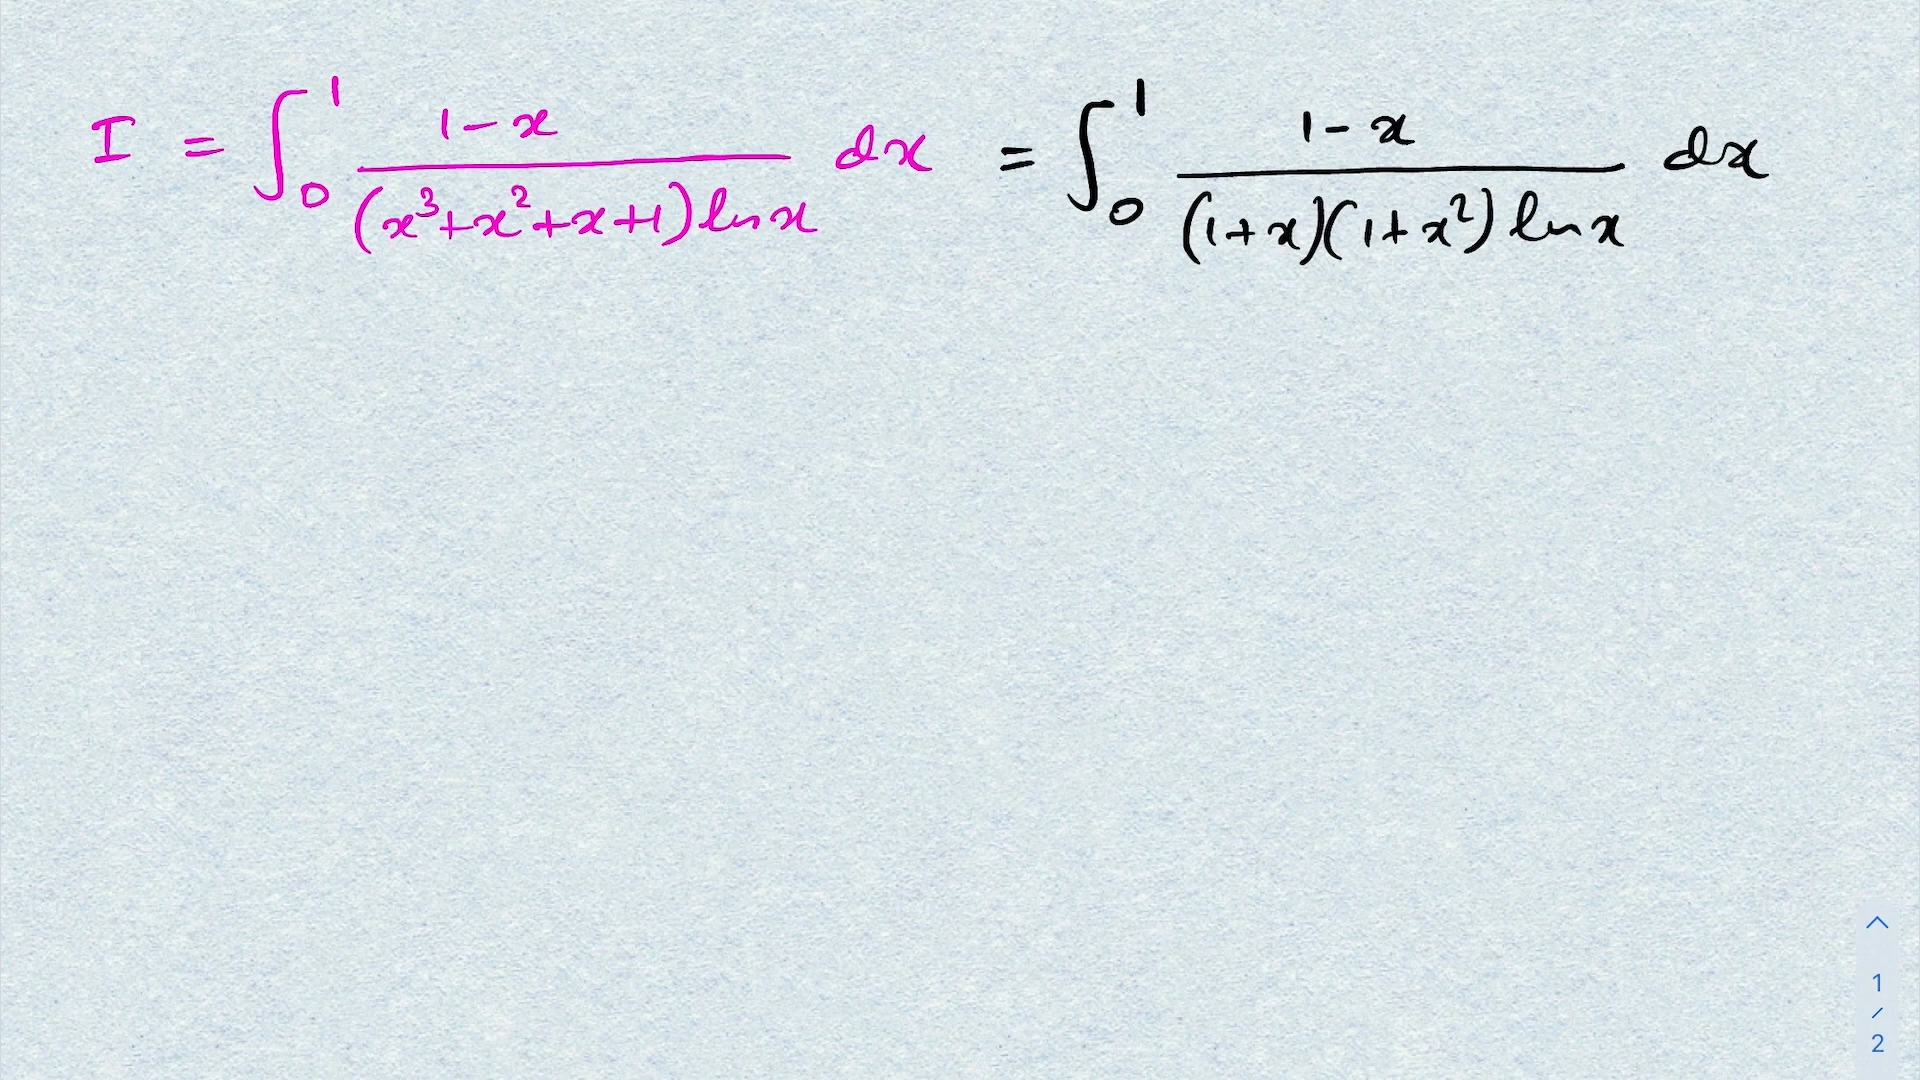 I = ∫₀¹ (1-x)/((x³+x²+x+1) ln x) dx = ∫₀¹ (1-x)/((1+x)(1+x²) ln x) dx
1
/
2